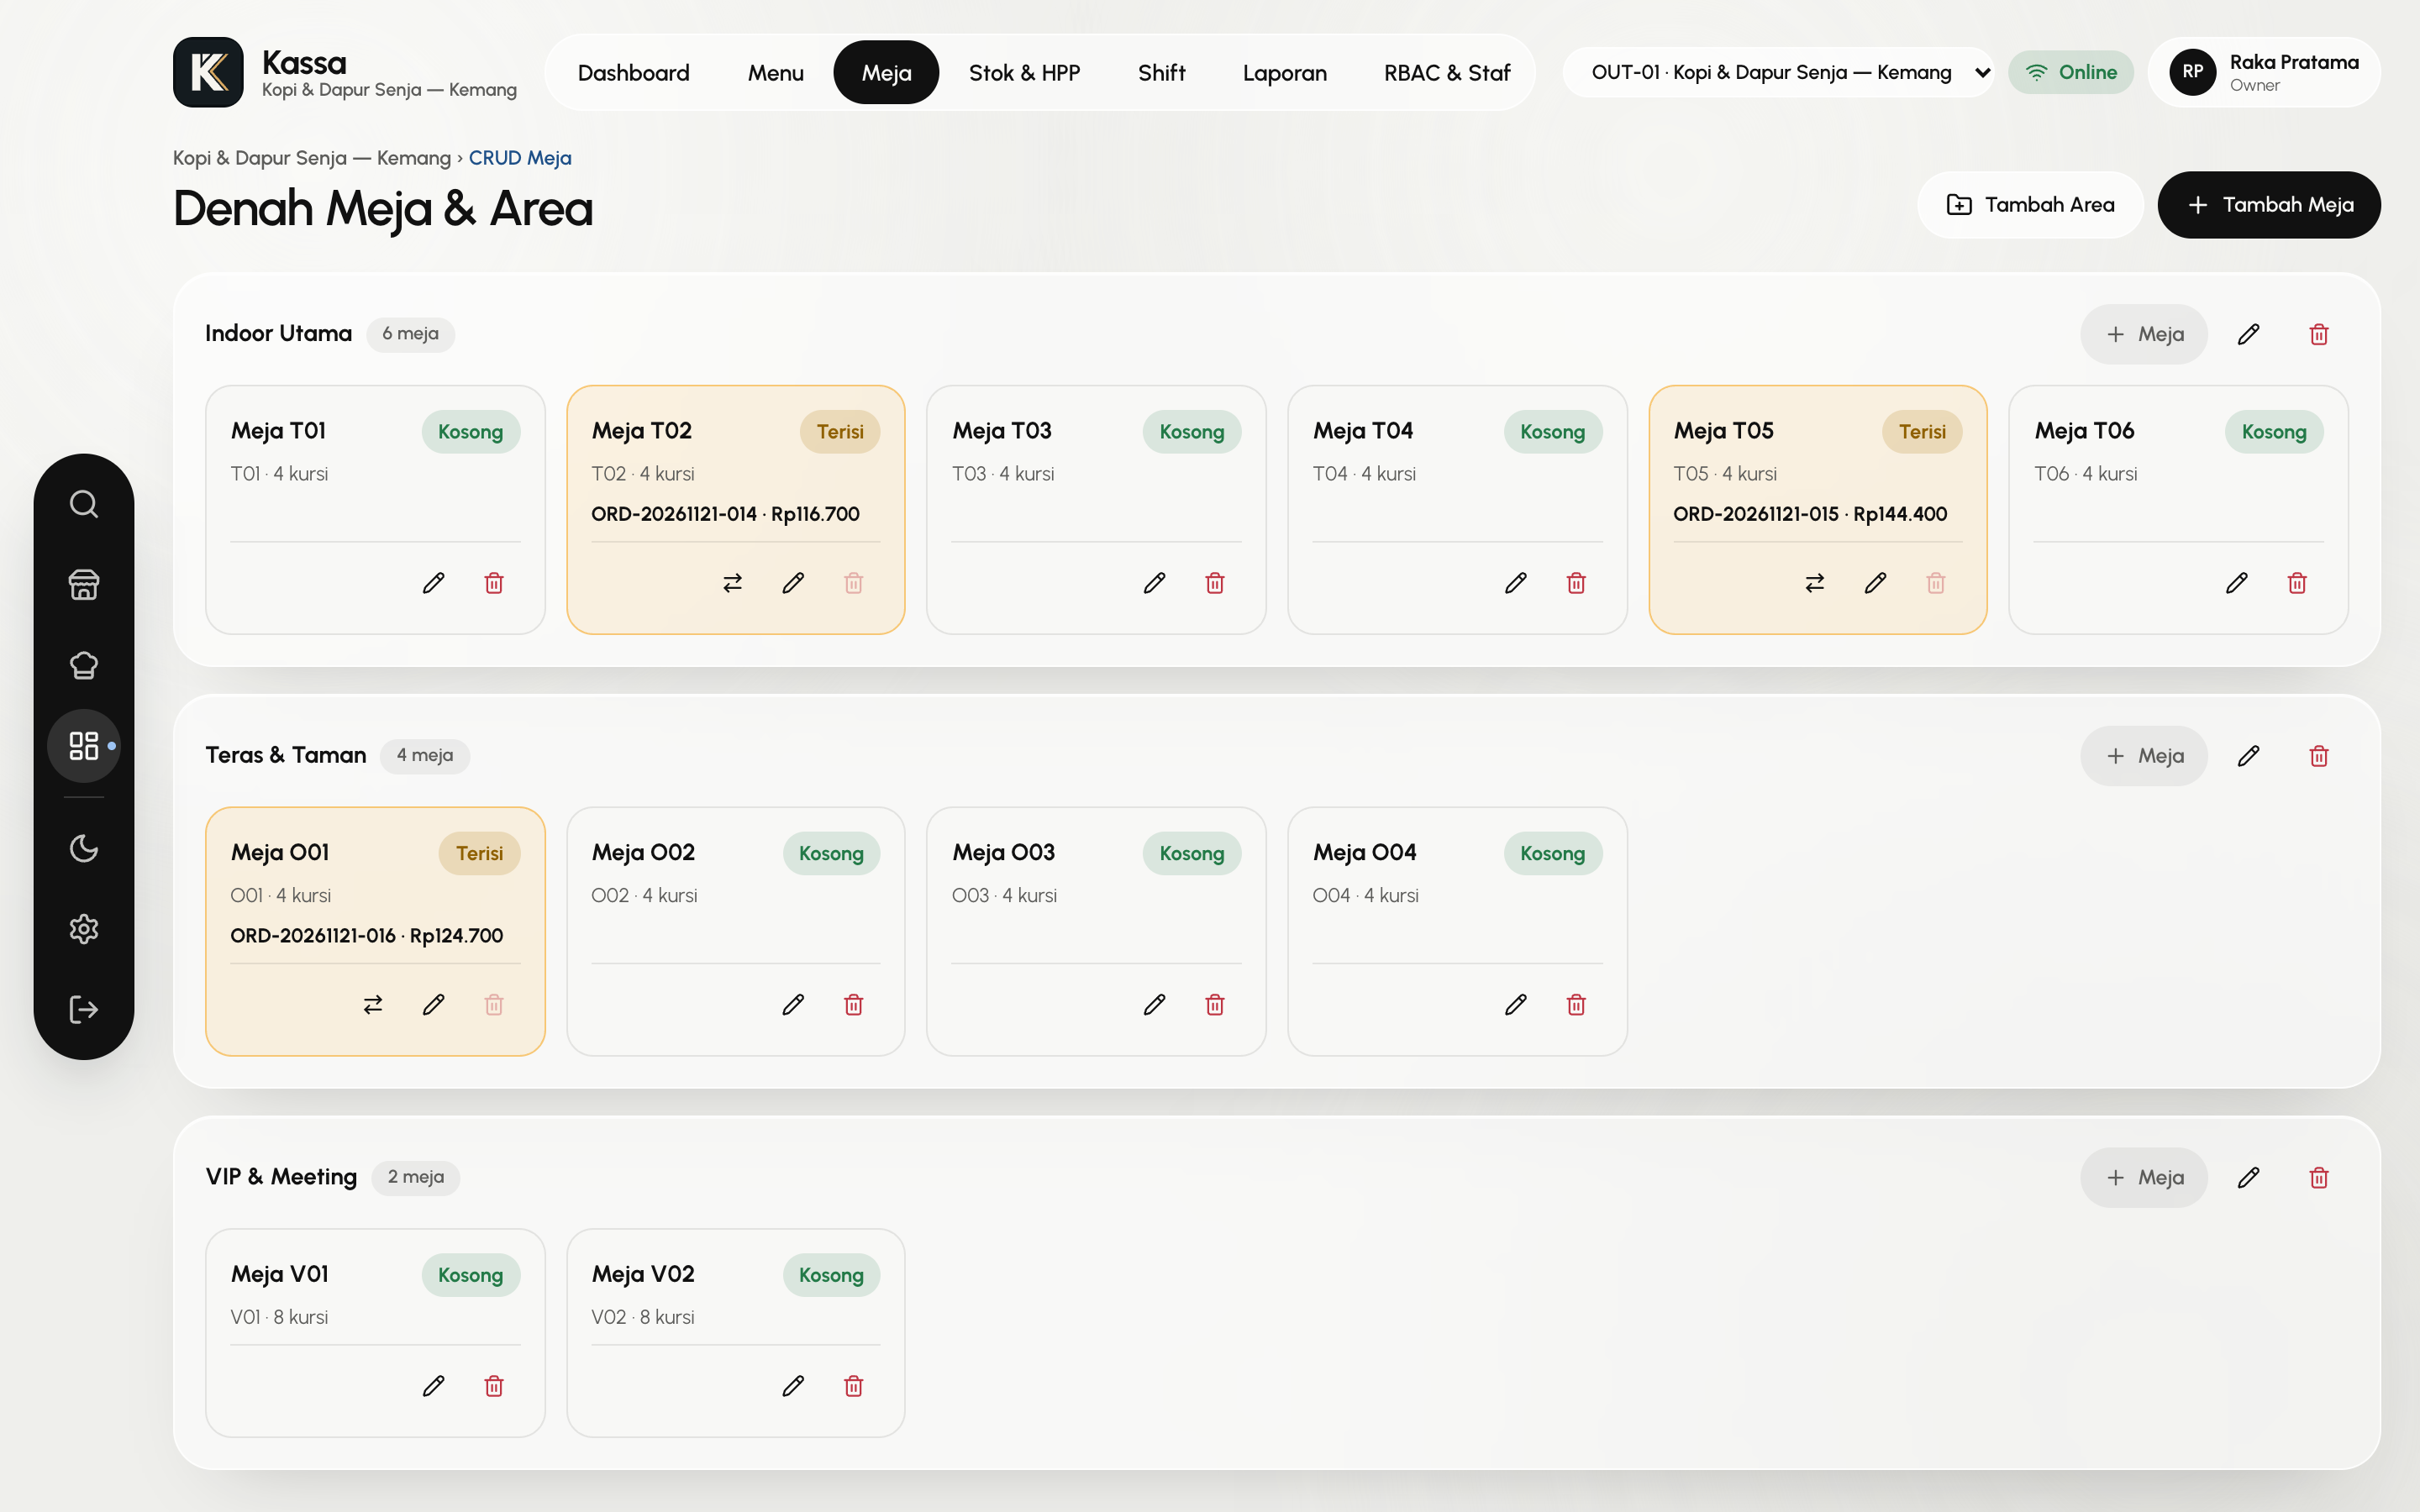 Kassa
Kopi & Dapur Senja — Kemang
Dashboard
Menu
Meja
Stok & HPP
Shift
Laporan
RBAC & Staf
OUT-01 · Kopi & Dapur Senja — Kemang
Online
RP
Raka Pratama
Owner
Kopi & Dapur Senja — Kemang › CRUD Meja
Denah Meja & Area
Tambah Area
Tambah Meja
Indoor Utama
6 meja
Meja
Meja T01
Kosong
T01 · 4 kursi
Meja T02
Terisi
T02 · 4 kursi
ORD-20261121-014 · Rp116.700
Meja T03
Kosong
T03 · 4 kursi
Meja T04
Kosong
T04 · 4 kursi
Meja T05
Terisi
T05 · 4 kursi
ORD-20261121-015 · Rp144.400
Meja T06
Kosong
T06 · 4 kursi
Teras & Taman
4 meja
Meja
Meja O01
Terisi
O01 · 4 kursi
ORD-20261121-016 · Rp124.700
Meja O02
Kosong
O02 · 4 kursi
Meja O03
Kosong
O03 · 4 kursi
Meja O04
Kosong
O04 · 4 kursi
VIP & Meeting
2 meja
Meja
Meja V01
Kosong
V01 · 8 kursi
Meja V02
Kosong
V02 · 8 kursi